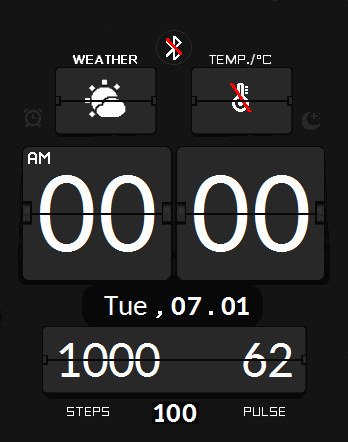 WEATHER TEMP./°C
AM
00 00
Tue , 07.01
1000 62
STEPS 100 PULSE